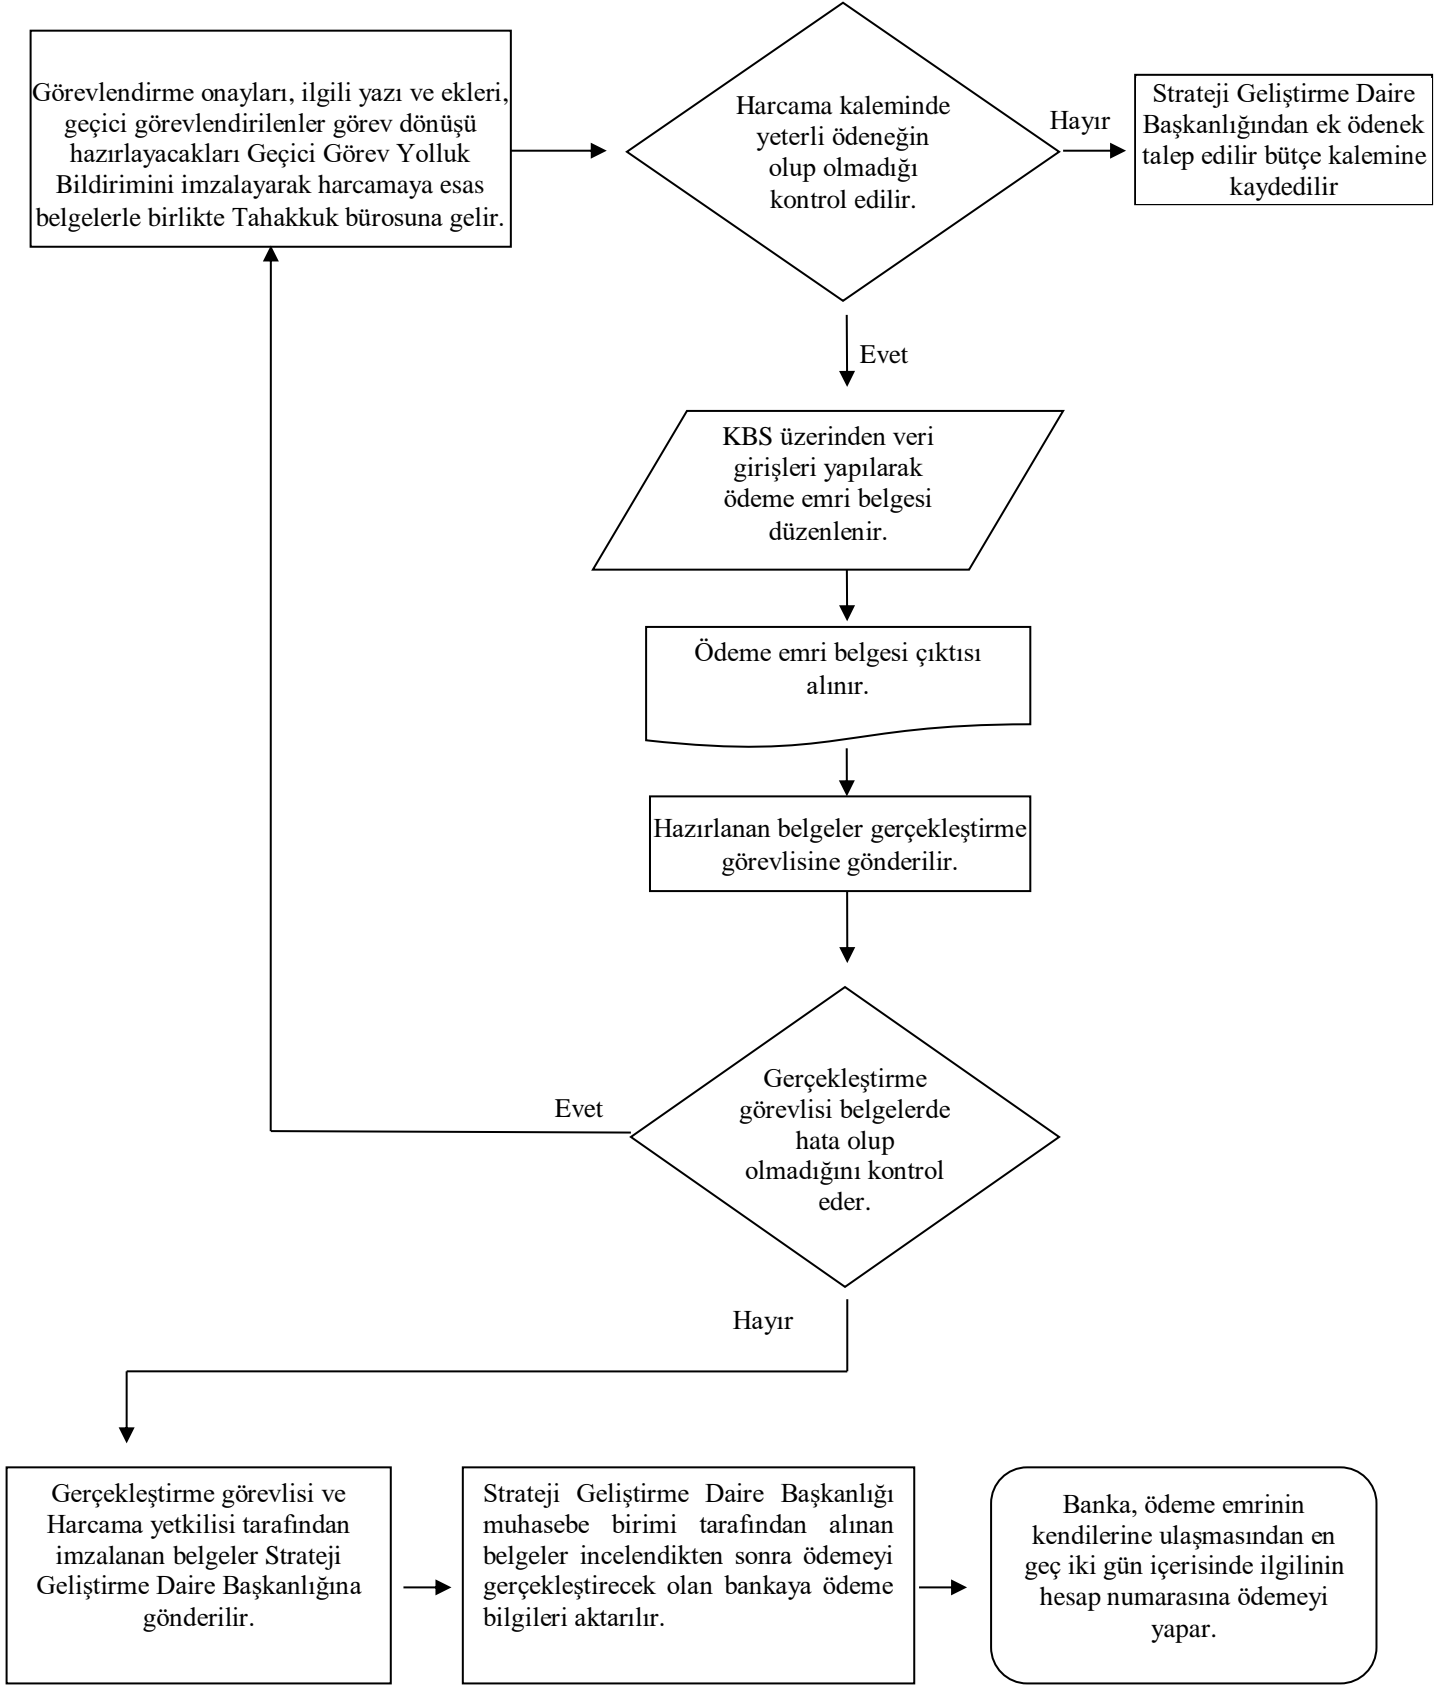 Görevlendirme onayları, ilgili yazı ve ekleri,
geçici görevlendirilenler görev dönüşü
hazırlayacakları Geçici Görev Yolluk
Bildirimini imzalayarak harcamaya esas
belgelerle birlikte Tahakkuk bürosuna gelir.
Harcama kaleminde
yeterli ödeneğin
olup olmadığı
kontrol edilir.
Hayır
Strateji Geliştirme Daire
Başkanlığından ek ödenek
talep edilir bütçe kalemine
kaydedilir
Evet
KBS üzerinden veri
girişleri yapılarak
ödeme emri belgesi
düzenlenir.
Ödeme emri belgesi çıktısı
alınır.
Hazırlanan belgeler gerçekleştirme
görevlisine gönderilir.
Gerçekleştirme
görevlisi belgelerde
hata olup
olmadığını kontrol
eder.
Evet
Hayır
Gerçekleştirme görevlisi ve
Harcama yetkilisi tarafından
imzalanan belgeler Strateji
Geliştirme Daire Başkanlığına
gönderilir.
Strateji Geliştirme Daire Başkanlığı
muhasebe birimi tarafından alınan
belgeler incelendikten sonra ödemeyi
gerçekleştirecek olan bankaya ödeme
bilgileri aktarılır.
Banka, ödeme emrinin
kendilerine ulaşmasından en
geç iki gün içerisinde ilgilinin
hesap numarasına ödemeyi
yapar.